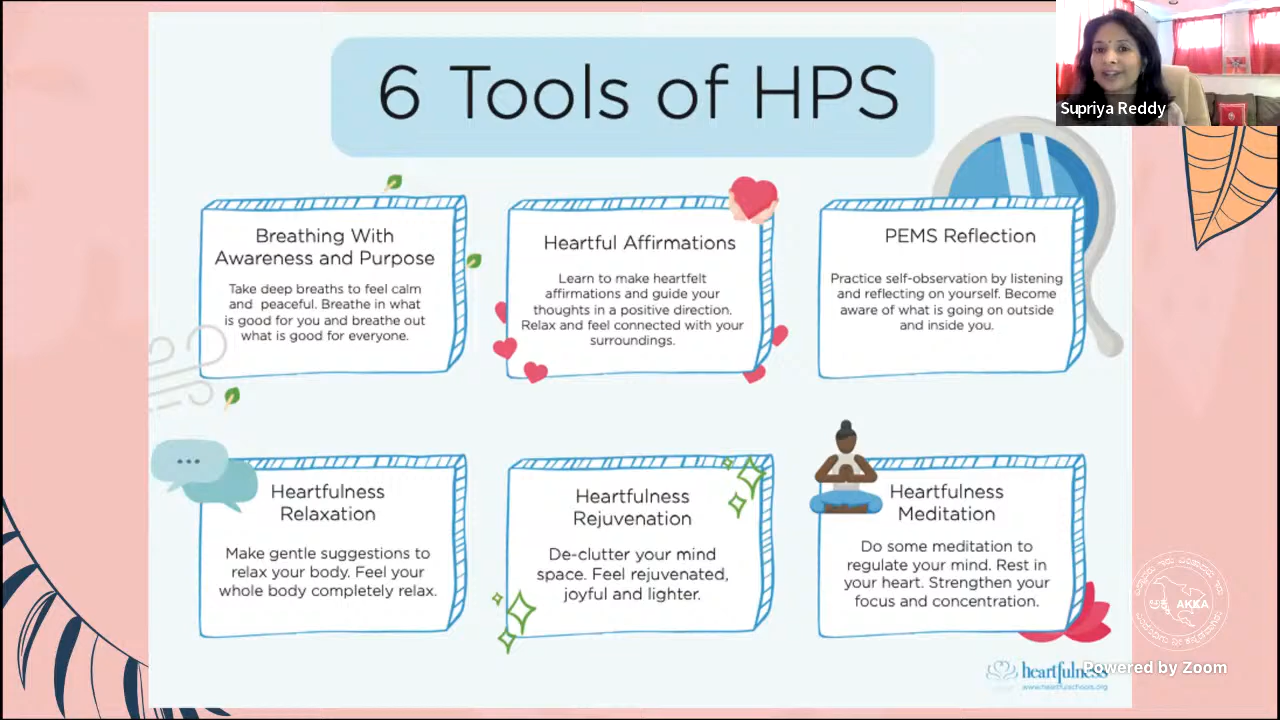 6 Tools of HPS
Supriya Reddy
Breathing With
Awareness and Purpose
Take deep breaths to feel calm
and peaceful. Breathe in what
is good for you and breathe out
what is good for everyone.
Heartful Affirmations
Learn to make heartfelt
affirmations and guide your
thoughts in a positive direction.
Relax and feel connected with your
surroundings.
PEMS Reflection
Practice self-observation by listening
and reflecting on yourself. Become
aware of what is going on outside
and inside you.
Heartfulness
Relaxation
Make gentle suggestions to
relax your body. Feel your
whole body completely relax.
Heartfulness
Rejuvenation
De-clutter your mind
space. Feel rejuvenated,
joyful and lighter.
Heartfulness
Meditation
Do some meditation to
regulate your mind. Rest in
your heart. Strengthen your
focus and concentration.
ಅಕ್ಕ AKKA
heartfulness
www.heartfulschools.org
Powered by Zoom